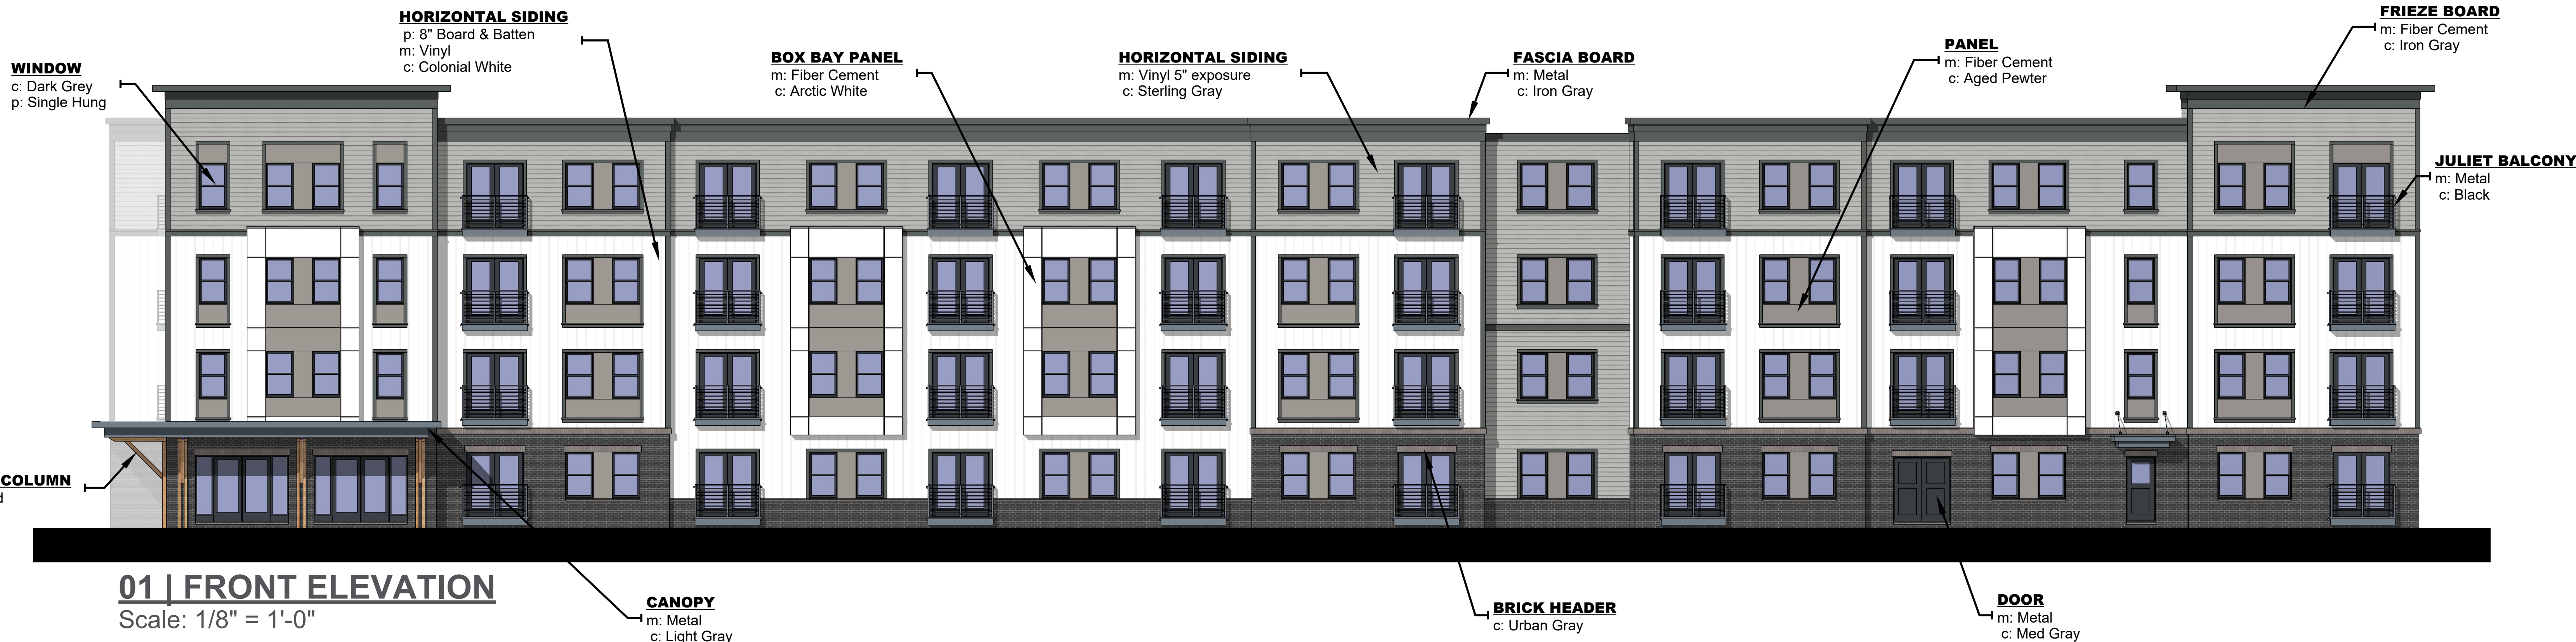 WINDOW
c: Dark Grey
p: Single Hung
HORIZONTAL SIDING
p: 8" Board & Batten
m: Vinyl
c: Colonial White
BOX BAY PANEL
m: Fiber Cement
c: Arctic White
HORIZONTAL SIDING
m: Vinyl 5" exposure
c: Sterling Gray
FASCIA BOARD
m: Metal
c: Iron Gray
PANEL
m: Fiber Cement
c: Aged Pewter
FRIEZE BOARD
m: Fiber Cement
c: Iron Gray
JULIET BALCONY
m: Metal
c: Black
COLUMN
d
01 | FRONT ELEVATION
Scale: 1/8" = 1'-0"
CANOPY
m: Metal
c: Light Gray
BRICK HEADER
c: Urban Gray
DOOR
m: Metal
c: Med Gray